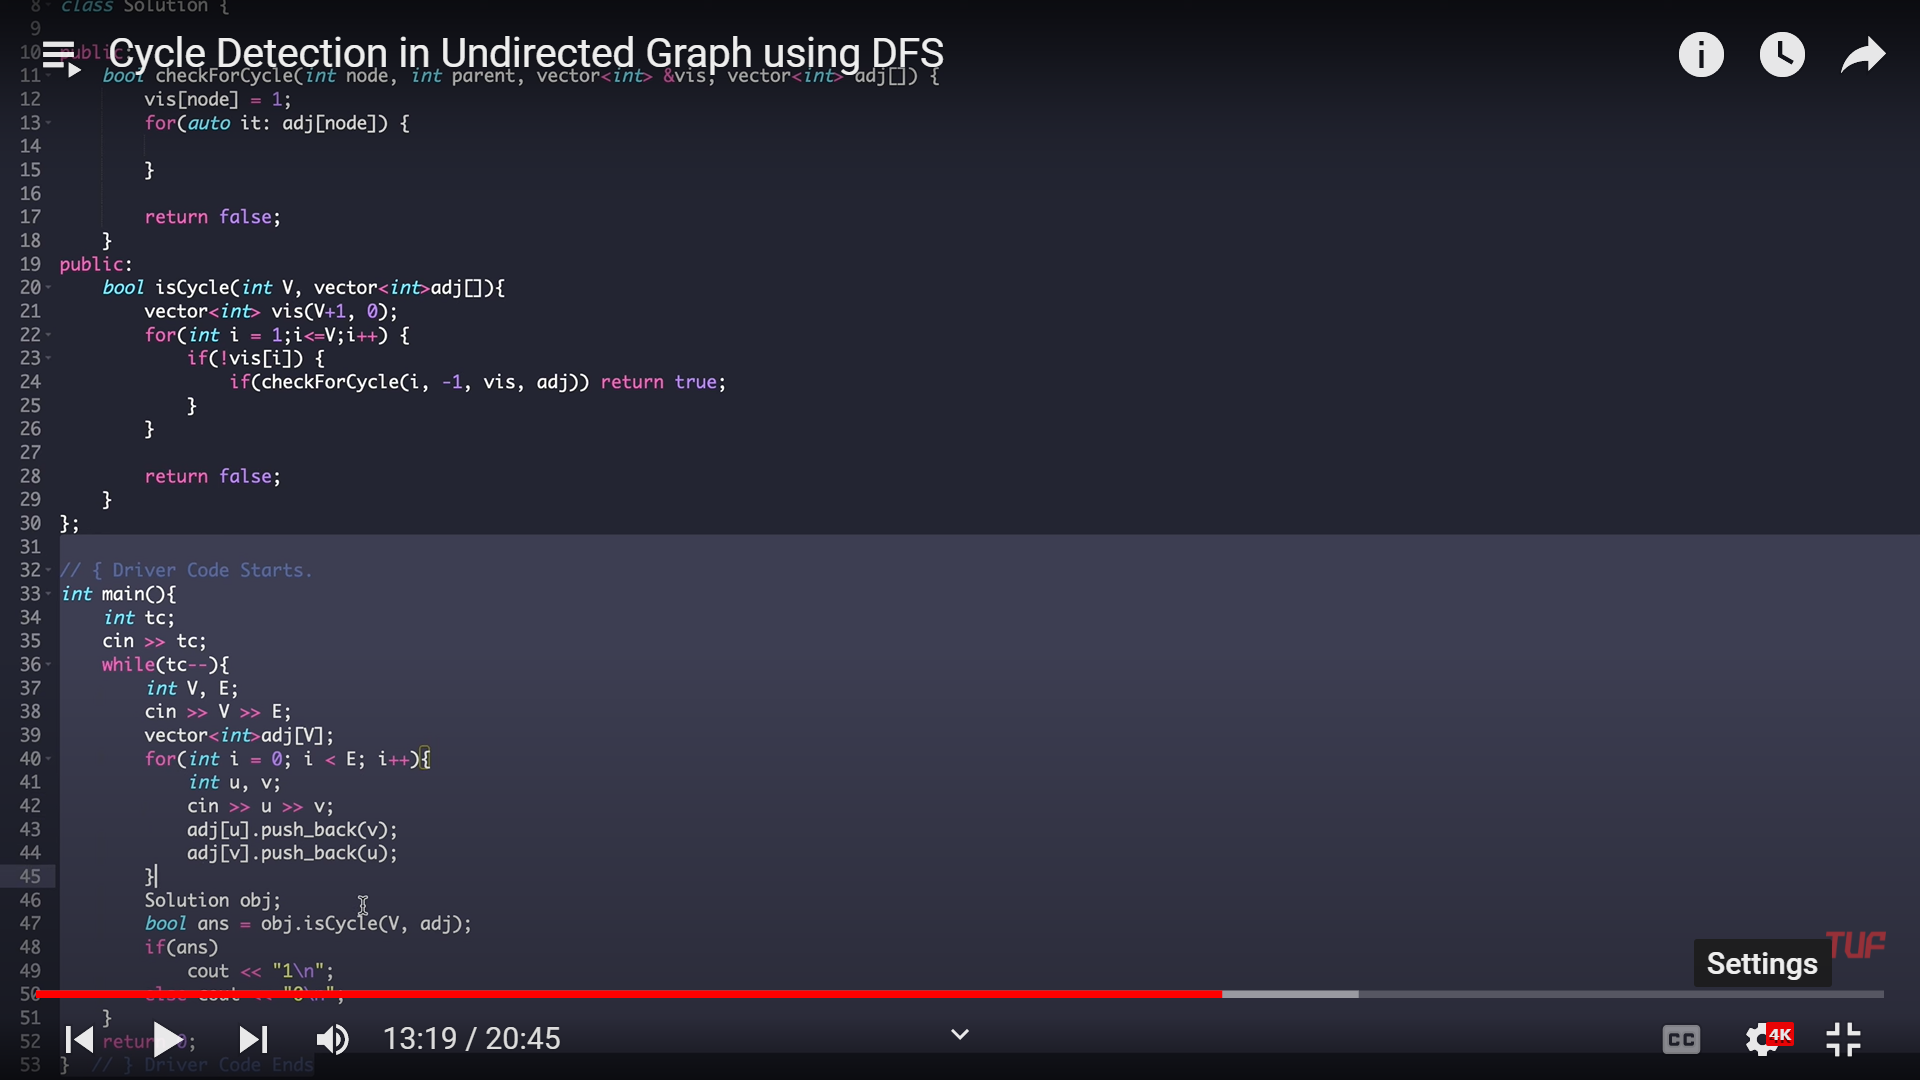 8 class Solution {
9
Cycle Detection in Undirected Graph using DFS
10 public:
11 bool checkForCycle(int node, int parent, vector<int> &vis, vector<int> adj[]) {
12 vis[node] = 1;
13 for(auto it: adj[node]) {
14
15 }
16
17 return false;
18 }
19 public:
20 bool isCycle(int V, vector<int>adj[]){
21 vector<int> vis(V+1, 0);
22 for(int i = 1;i<=V;i++) {
23 if(!vis[i]) {
24 if(checkForCycle(i, -1, vis, adj)) return true;
25 }
26 }
27
28 return false;
29 }
30 };
31
32 // { Driver Code Starts.
33 int main(){
34 int tc;
35 cin >> tc;
36 while(tc--){
37 int V, E;
38 cin >> V >> E;
39 vector<int>adj[V];
40 for(int i = 0; i < E; i++){
41 int u, v;
42 cin >> u >> v;
43 adj[u].push_back(v);
44 adj[v].push_back(u);
45 }
46 Solution obj;
47 bool ans = obj.isCycle(V, adj);
48 if(ans)
TUF
49 cout << "1\n";
Settings
50 else cout << "0\n";
51 }
52 return 0;
13:19 / 20:45
CC
4K
53 } // } Driver Code Ends